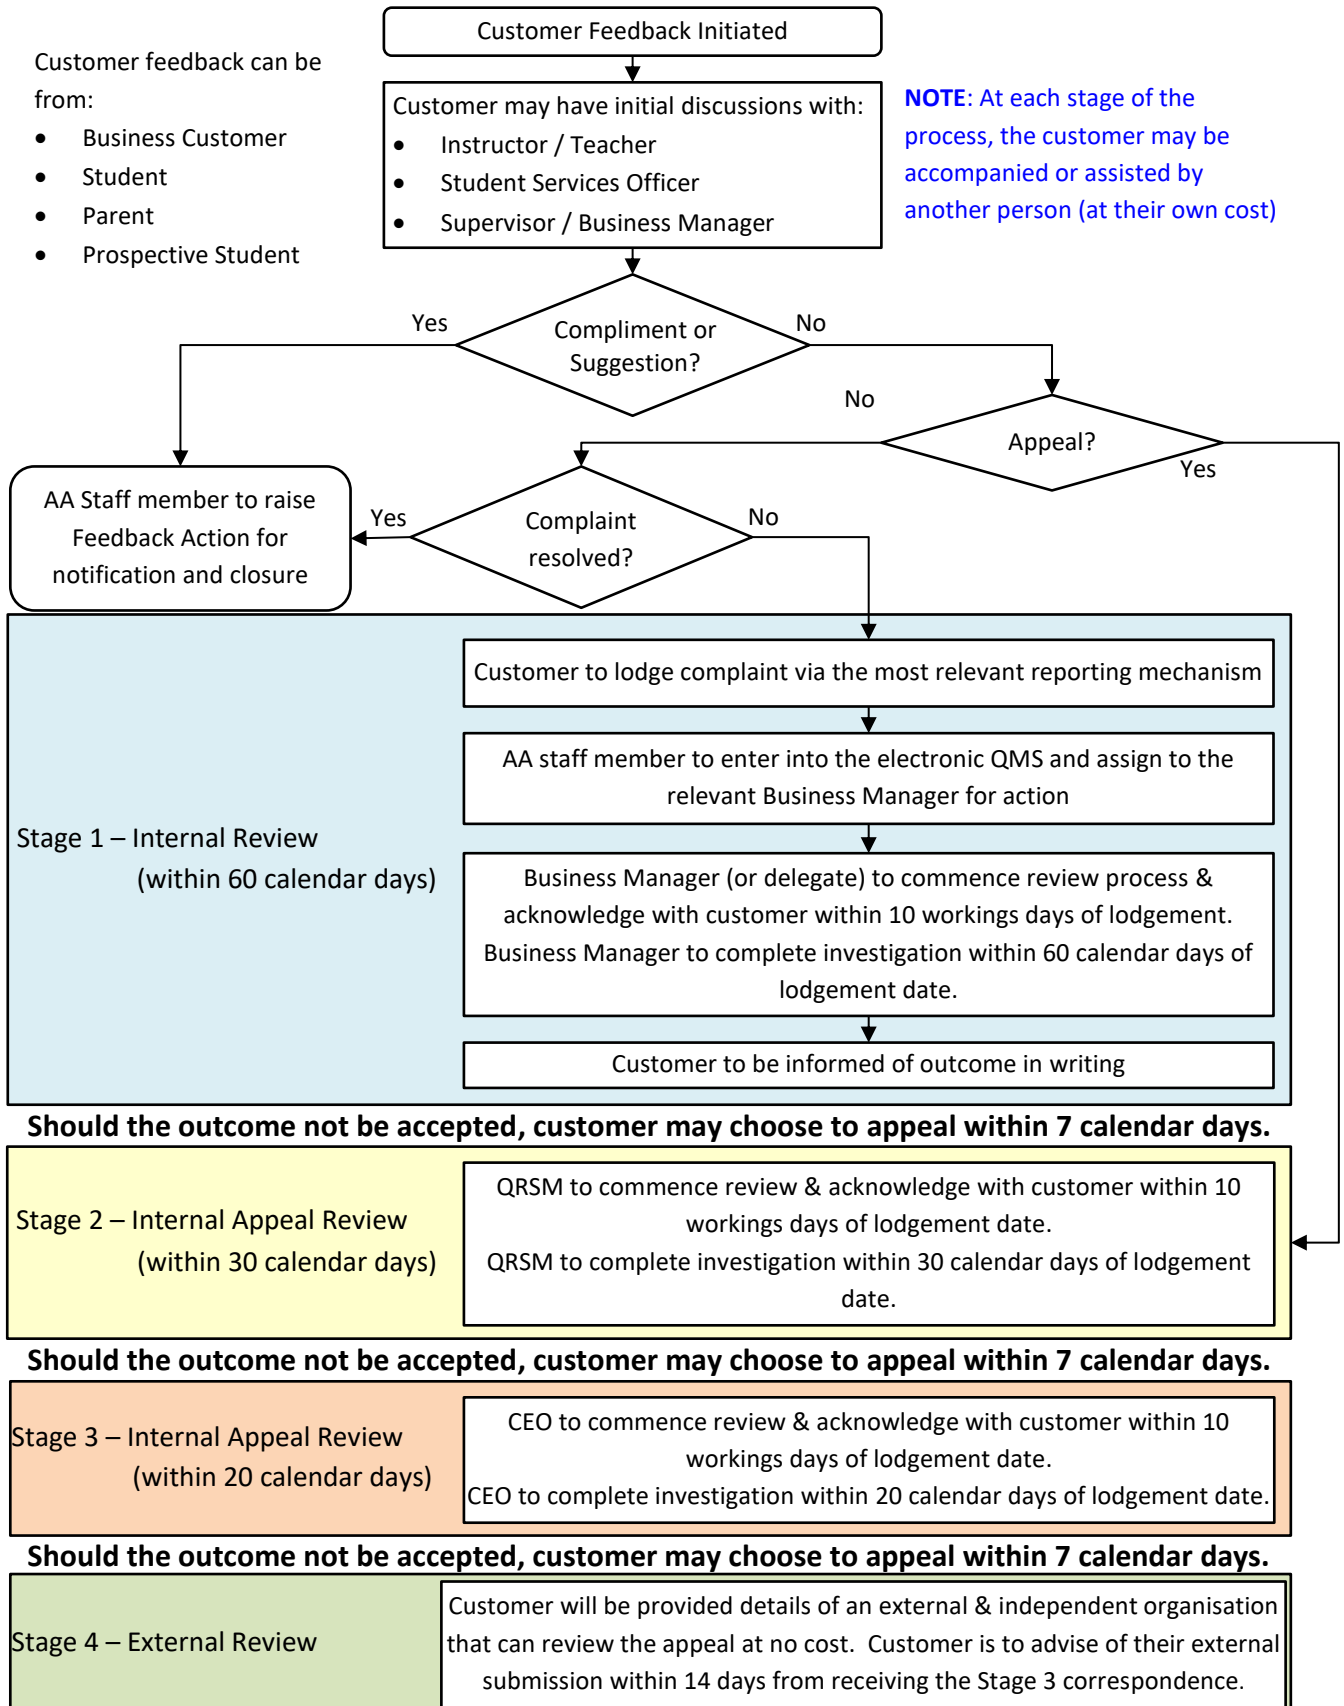 Customer Feedback Initiated
Customer feedback can be
from:
• Business Customer
• Student
• Parent
• Prospective Student
Customer may have initial discussions with:
• Instructor / Teacher
• Student Services Officer
• Supervisor / Business Manager
NOTE: At each stage of the
process, the customer may be
accompanied or assisted by
another person (at their own cost)
Yes
Compliment or
Suggestion?
No
No
Appeal?
Yes
AA Staff member to raise
Feedback Action for
notification and closure
Yes
Complaint
resolved?
No
Stage 1 – Internal Review
(within 60 calendar days)
Customer to lodge complaint via the most relevant reporting mechanism
AA staff member to enter into the electronic QMS and assign to the
relevant Business Manager for action
Business Manager (or delegate) to commence review process &
acknowledge with customer within 10 workings days of lodgement.
Business Manager to complete investigation within 60 calendar days of
lodgement date.
Customer to be informed of outcome in writing
Should the outcome not be accepted, customer may choose to appeal within 7 calendar days.
Stage 2 – Internal Appeal Review
(within 30 calendar days)
QRSM to commence review & acknowledge with customer within 10
workings days of lodgement date.
QRSM to complete investigation within 30 calendar days of lodgement
date.
Should the outcome not be accepted, customer may choose to appeal within 7 calendar days.
Stage 3 – Internal Appeal Review
(within 20 calendar days)
CEO to commence review & acknowledge with customer within 10
workings days of lodgement date.
CEO to complete investigation within 20 calendar days of lodgement date.
Should the outcome not be accepted, customer may choose to appeal within 7 calendar days.
Stage 4 – External Review
Customer will be provided details of an external & independent organisation
that can review the appeal at no cost.  Customer is to advise of their external
submission within 14 days from receiving the Stage 3 correspondence.